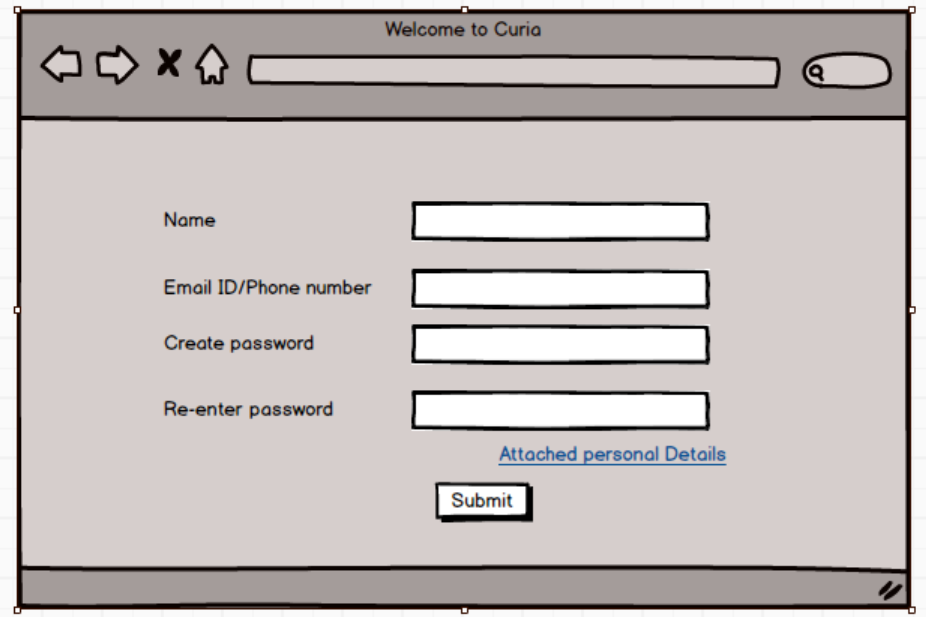 Welcome to Curia
Name
Email ID/Phone number
Create password
Re-enter password
Attached personal Details
Submit